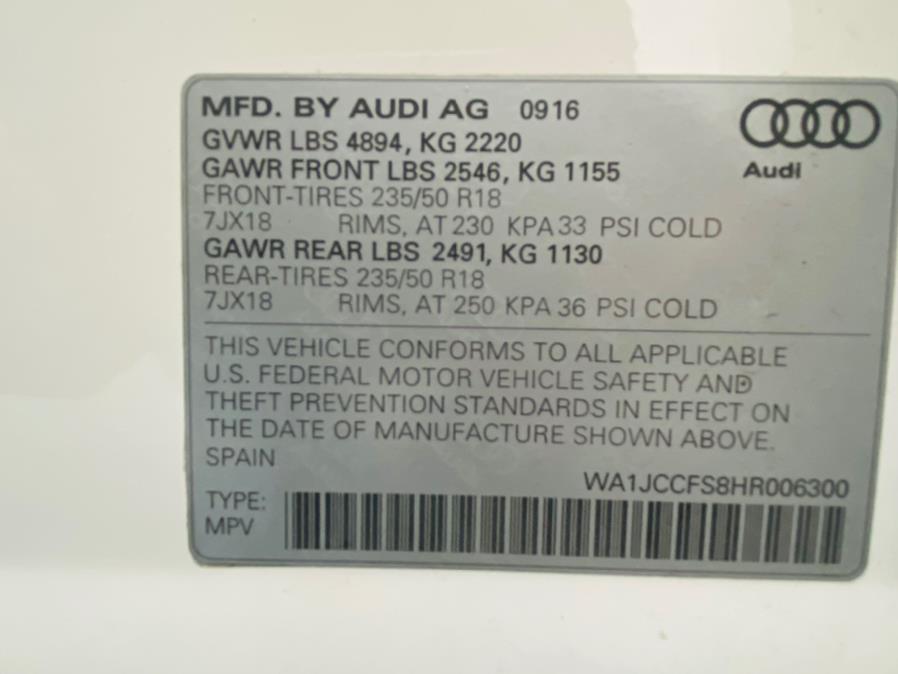 MFD. BY AUDI AG 0916
GVWR LBS 4894, KG 2220
GAWR FRONT LBS 2546, KG 1155
Audi
FRONT-TIRES 235/50 R18
7JX18 RIMS, AT 230 KPA 33 PSI COLD
GAWR REAR LBS 2491, KG 1130
REAR-TIRES 235/50 R18
7JX18 RIMS, AT 250 KPA 36 PSI COLD
THIS VEHICLE CONFORMS TO ALL APPLICABLE
U.S. FEDERAL MOTOR VEHICLE SAFETY AND
THEFT PREVENTION STANDARDS IN EFFECT ON
THE DATE OF MANUFACTURE SHOWN ABOVE.
SPAIN
WA1JCCFS8HR006300
TYPE:
MPV